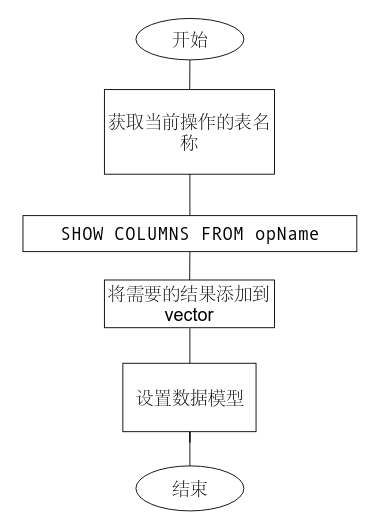 开始
获取当前操作的表名
称
SHOW COLUMNS FROM opName
将需要的结果添加到
vector
设置数据模型
结束